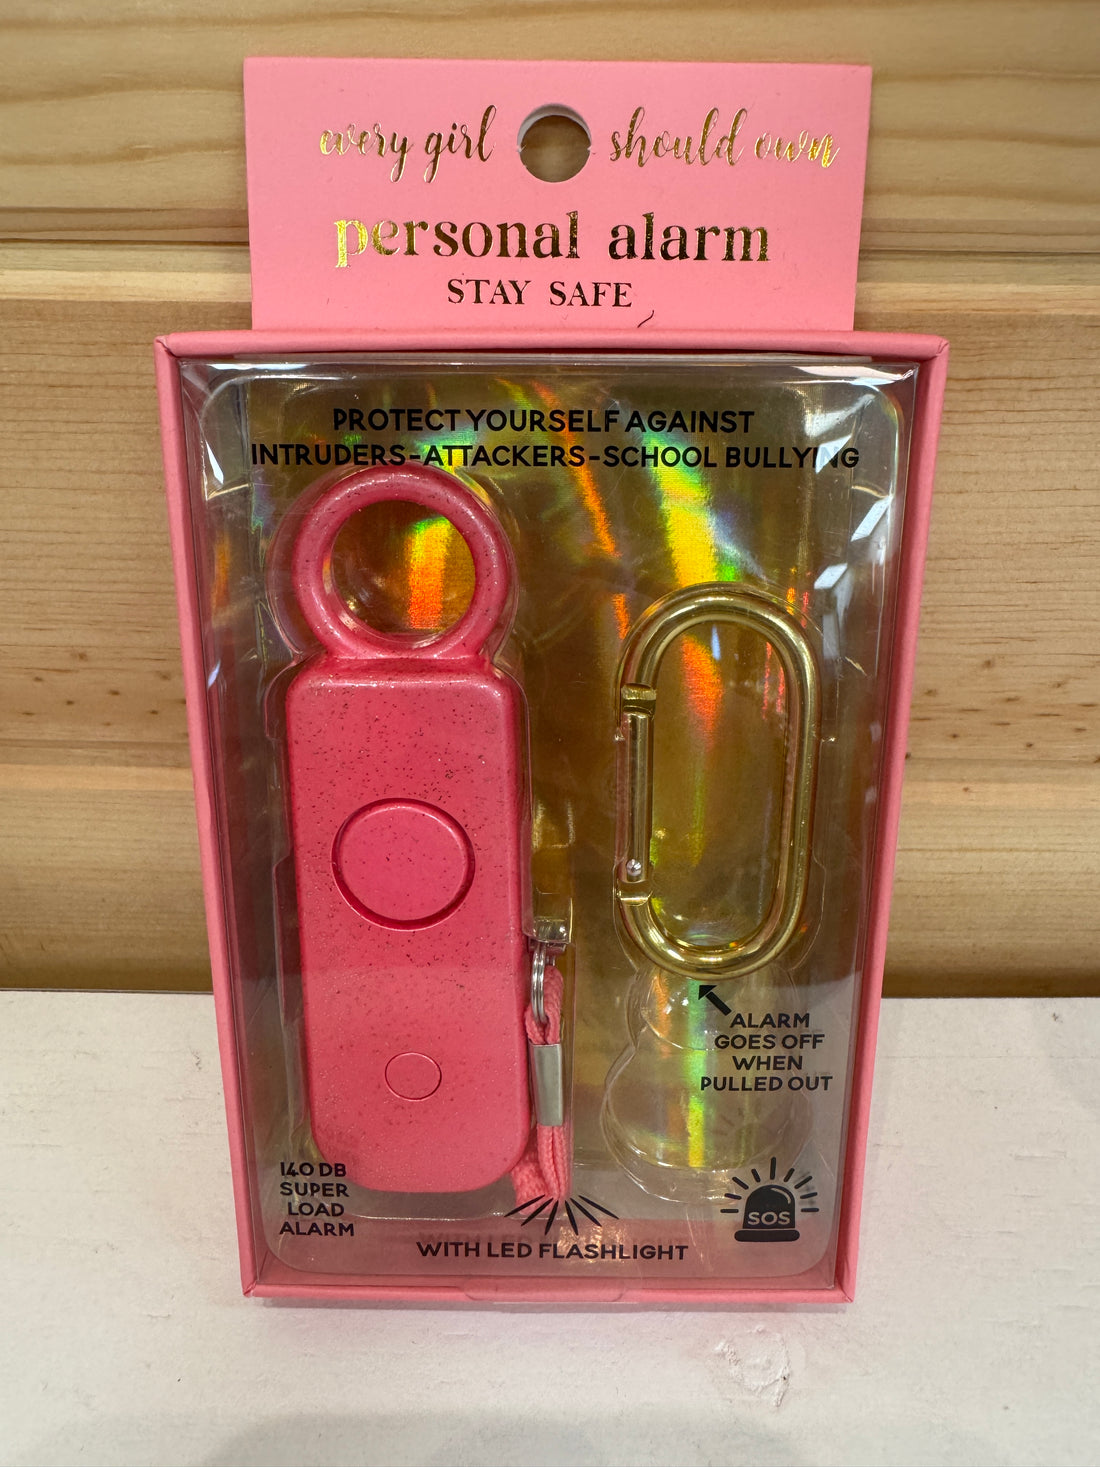 every girl should own
personal alarm
STAY SAFE
PROTECT YOURSELF AGAINST
INTRUDERS-ATTACKERS-SCHOOL BULLYING
ALARM
GOES OFF
WHEN
PULLED OUT
140 DB
SUPER
LOAD
ALARM
WITH LED FLASHLIGHT
SOS